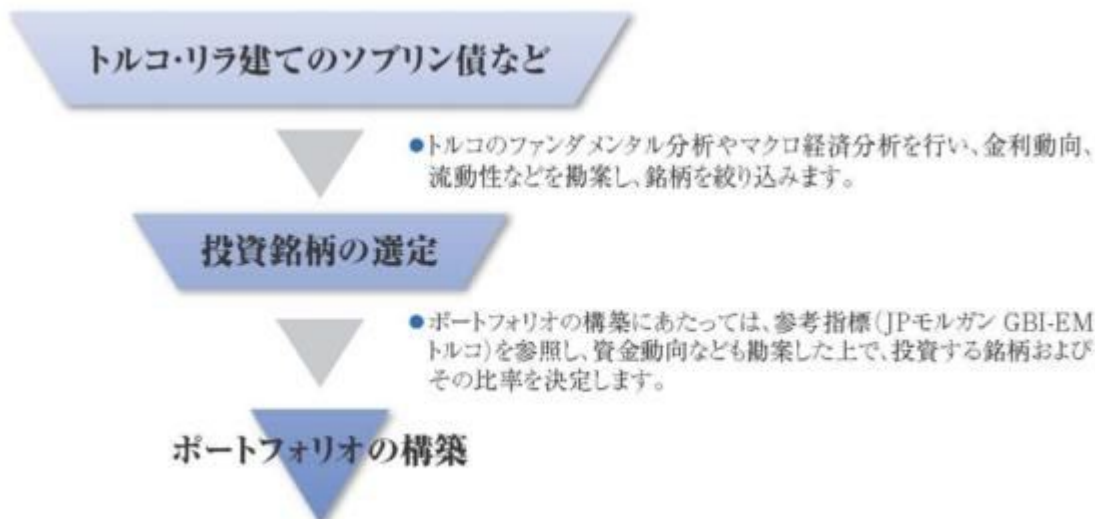 トルコ・リラ建てのソブリン債など
●トルコのファンダメンタル分析やマクロ経済分析を行い、金利動向、
流動性などを勘案し、銘柄を絞り込みます。
投資銘柄の選定
●ポートフォリオの構築にあたっては、参考指標(JPモルガン GBI-EM
トルコ)を参照し、資金動向なども勘案した上で、投資する銘柄および
その比率を決定します。
ポートフォリオの構築